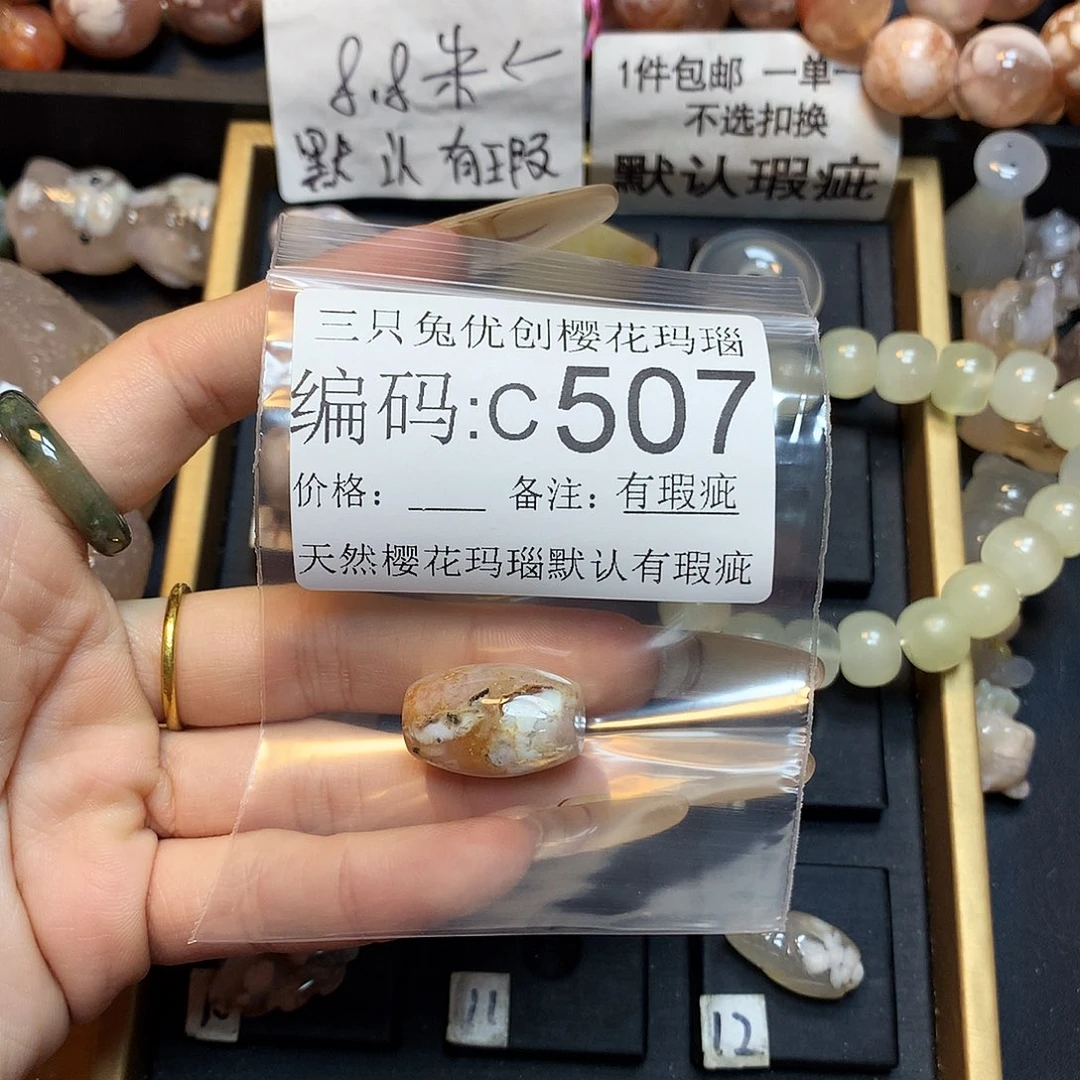 8.8米←
默认有瑕
1件包邮 一单一
不选扣换
默认瑕疵
三只兔优创樱花玛瑙
编码:C507
价格：___ 备注：有瑕疵
天然樱花玛瑙默认有瑕疵
11
12